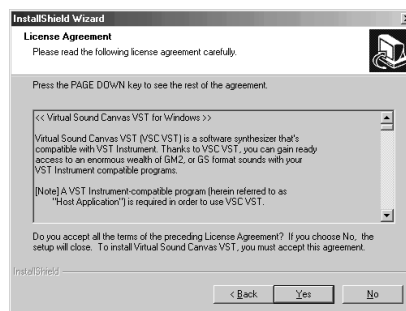 InstallShield Wizard
License Agreement
Please read the following license agreement carefully.
Press the PAGE DOWN key to see the rest of the agreement.
<< Virtual Sound Canvas VST for Windows >>
Virtual Sound Canvas VST (VSC VST) is a software synthesizer that's
compatible with VST Instrument. Thanks to VSC VST, you can gain ready
access to an enormous wealth of GM2, or GS format sounds with your
VST Instrument compatible programs.
[Note] A VST Instrument-compatible program (herein referred to as
"Host Application") is required in order to use VSC VST.
Do you accept all the terms of the preceding License Agreement? If you choose No, the
setup will close. To install Virtual Sound Canvas VST, you must accept this agreement.
InstallShield
< Back Yes No